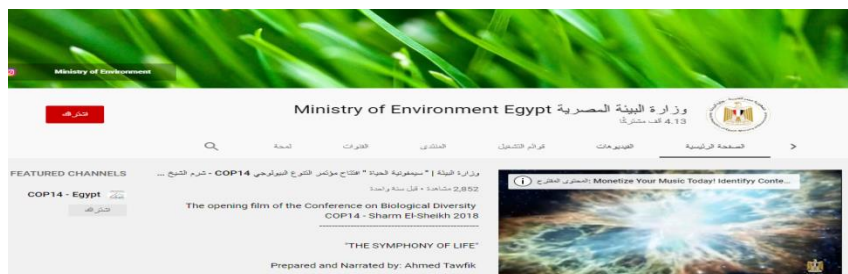 Ministry of Environment
وزارة البيئة المصرية Ministry of Environment Egypt
4.13 ألف مشترك
اشتراك
الصفحة الرئيسية
الفيديوهات
قوائم التشغيل
المنتدى
القنوات
لمحة
FEATURED CHANNELS
COP14 - Egypt
اشتراك
وزارة البيئة | " سيمفونية الحياة " افتتاح مؤتمر التنوع البيولوجي COP14 - شرم الشيخ ...
2,852 مشاهدة • قبل سنة واحدة
The opening film of the Conference on Biological Diversity
COP14 - Sharm El-Sheikh 2018
"THE SYMPHONY OF LIFE"
Prepared and Narrated by: Ahmed Tawfik
المحتوى المقترح: Monetize Your Music Today! Identifyy Conte...